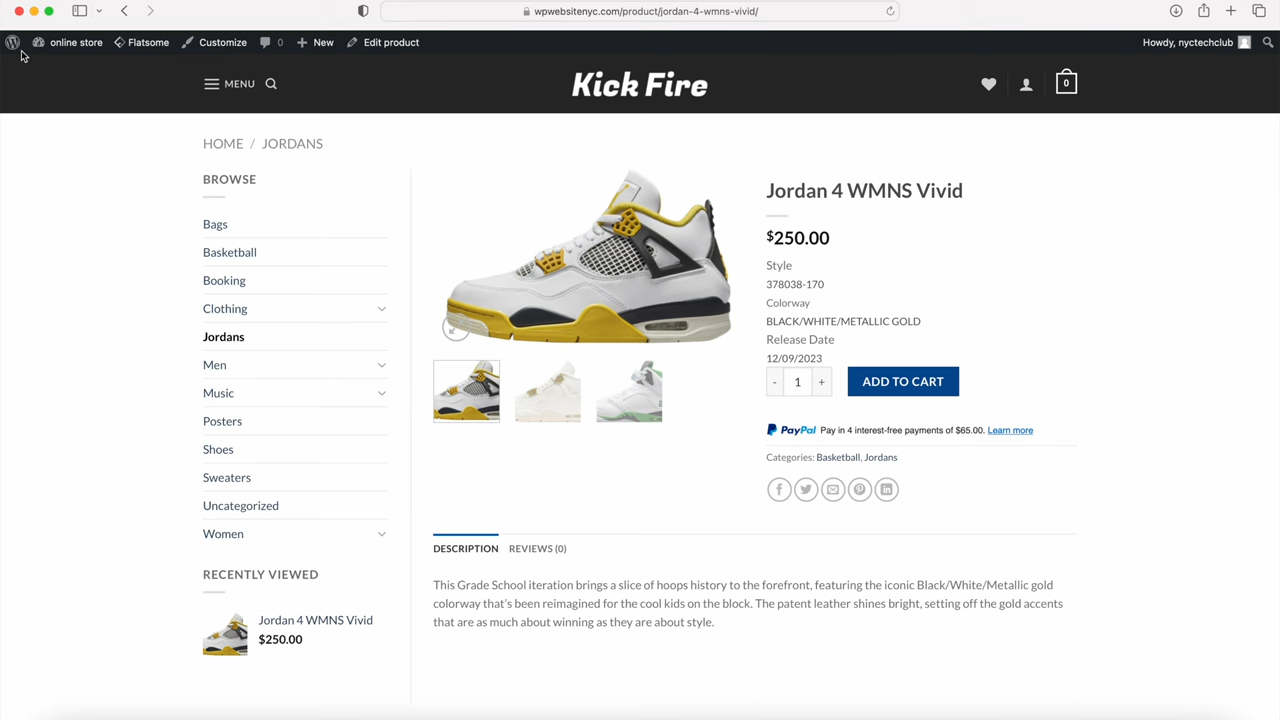 wpwebsitenyc.com/product/jordan-4-wmns-vivid/
online store Flatsome Customize 0 New Edit product Howdy, nyctechclub
MENU Kick Fire 0
HOME / JORDANS
BROWSE
Bags
Basketball
Booking
Clothing
Jordans
Men
Music
Posters
Shoes
Sweaters
Uncategorized
Women
RECENTLY VIEWED
Jordan 4 WMNS Vivid
$250.00
Jordan 4 WMNS Vivid
$250.00
Style
378038-170
Colorway
BLACK/WHITE/METALLIC GOLD
Release Date
12/09/2023
- 1 + ADD TO CART
PayPal Pay in 4 interest-free payments of $65.00. Learn more
Categories: Basketball, Jordans
DESCRIPTION REVIEWS (0)
This Grade School iteration brings a slice of hoops history to the forefront, featuring the iconic Black/White/Metallic gold
colorway that's been reimagined for the cool kids on the block. The patent leather shines bright, setting off the gold accents
that are as much about winning as they are about style.